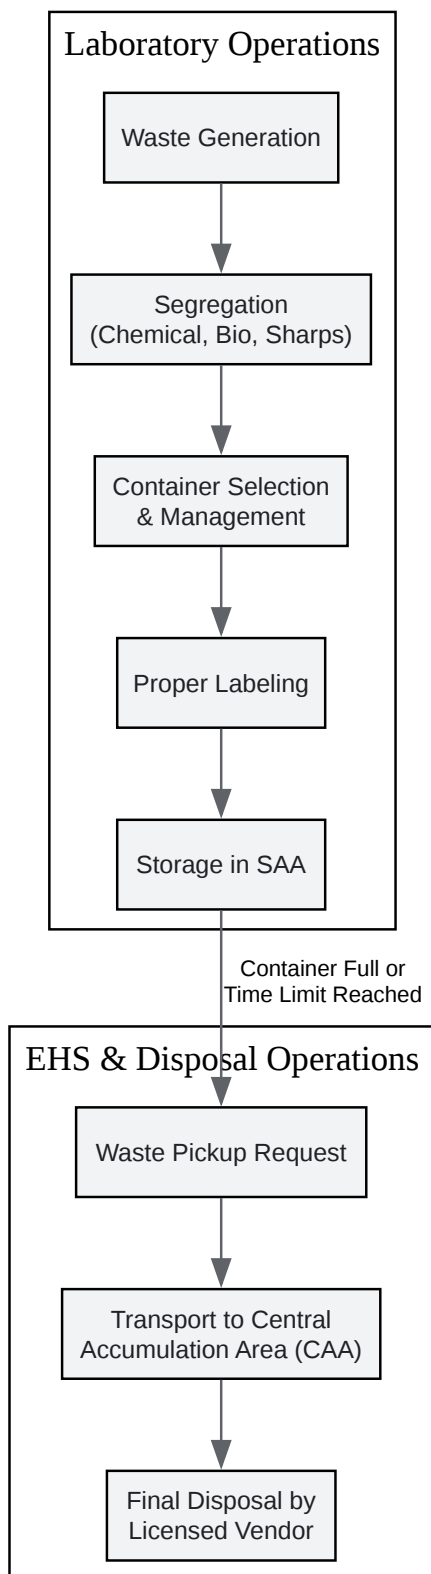 Laboratory Operations
Waste Generation
Segregation
(Chemical, Bio, Sharps)
Container Selection
& Management
Proper Labeling
Storage in SAA
Container Full or
Time Limit Reached
EHS & Disposal Operations
Waste Pickup Request
Transport to Central
Accumulation Area (CAA)
Final Disposal by
Licensed Vendor